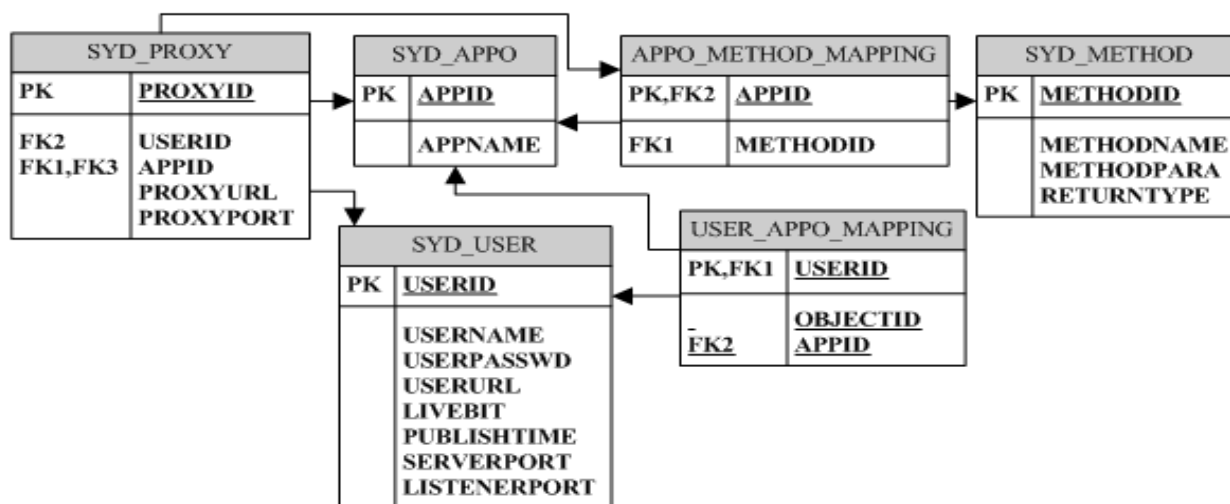 SYD_PROXY
PK PROXYID
FK2 USERID
FK1,FK3 APPID
PROXYURL
PROXYPORT
SYD_APPO
PK APPID
APPNAME
APPO_METHOD_MAPPING
PK,FK2 APPID
FK1 METHODID
SYD_METHOD
PK METHODID
METHODNAME
METHODPARA
RETURNTYPE
SYD_USER
PK USERID
USERNAME
USERPASSWD
USERURL
LIVEBIT
PUBLISHTIME
SERVERPORT
LISTENERPORT
USER_APPO_MAPPING
PK,FK1 USERID
OBJECTID
FK2 APPID